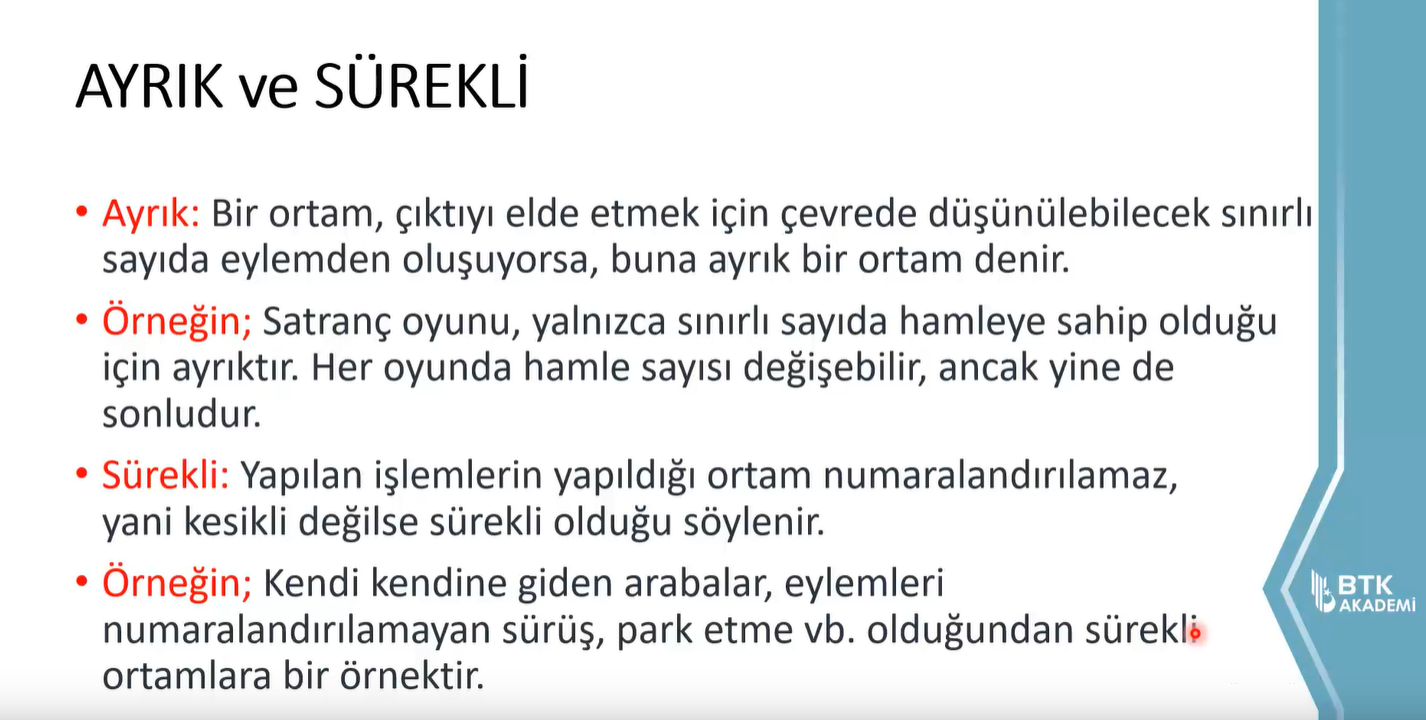 AYRIK ve SÜREKLİ
• Ayrık: Bir ortam, çıktıyı elde etmek için çevrede düşünülebilecek sınırlı
sayıda eylemden oluşuyorsa, buna ayrık bir ortam denir.
• Örneğin; Satranç oyunu, yalnızca sınırlı sayıda hamleye sahip olduğu
için ayrıktır. Her oyunda hamle sayısı değişebilir, ancak yine de
sonludur.
• Sürekli: Yapılan işlemlerin yapıldığı ortam numaralandırılamaz,
yani kesikli değilse sürekli olduğu söylenir.
• Örneğin; Kendi kendine giden arabalar, eylemleri
numaralandırılamayan sürüş, park etme vb. olduğundan sürekli
ortamlara bir örnektir.
BTK
AKADEMİ